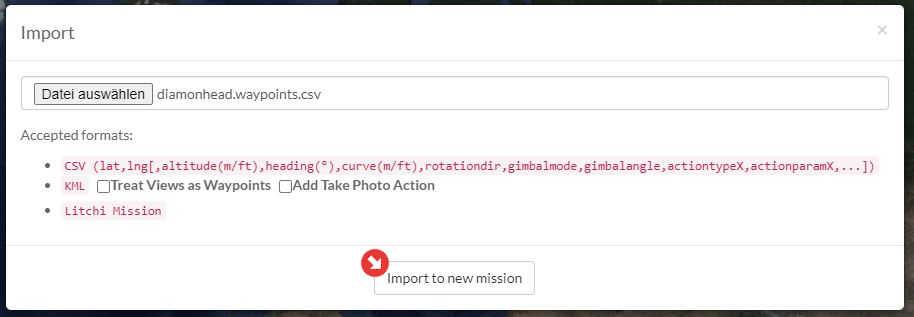 Import
×
Datei auswählen diamonhead.waypoints.csv
Accepted formats:
CSV (lat,lng[,altitude(m/ft),heading(°),curve(m/ft),rotationdir,gimbalmode,gimbalangle,actiontypeX,actionparamX,...])
KML Treat Views as Waypoints Add Take Photo Action
Litchi Mission
Import to new mission